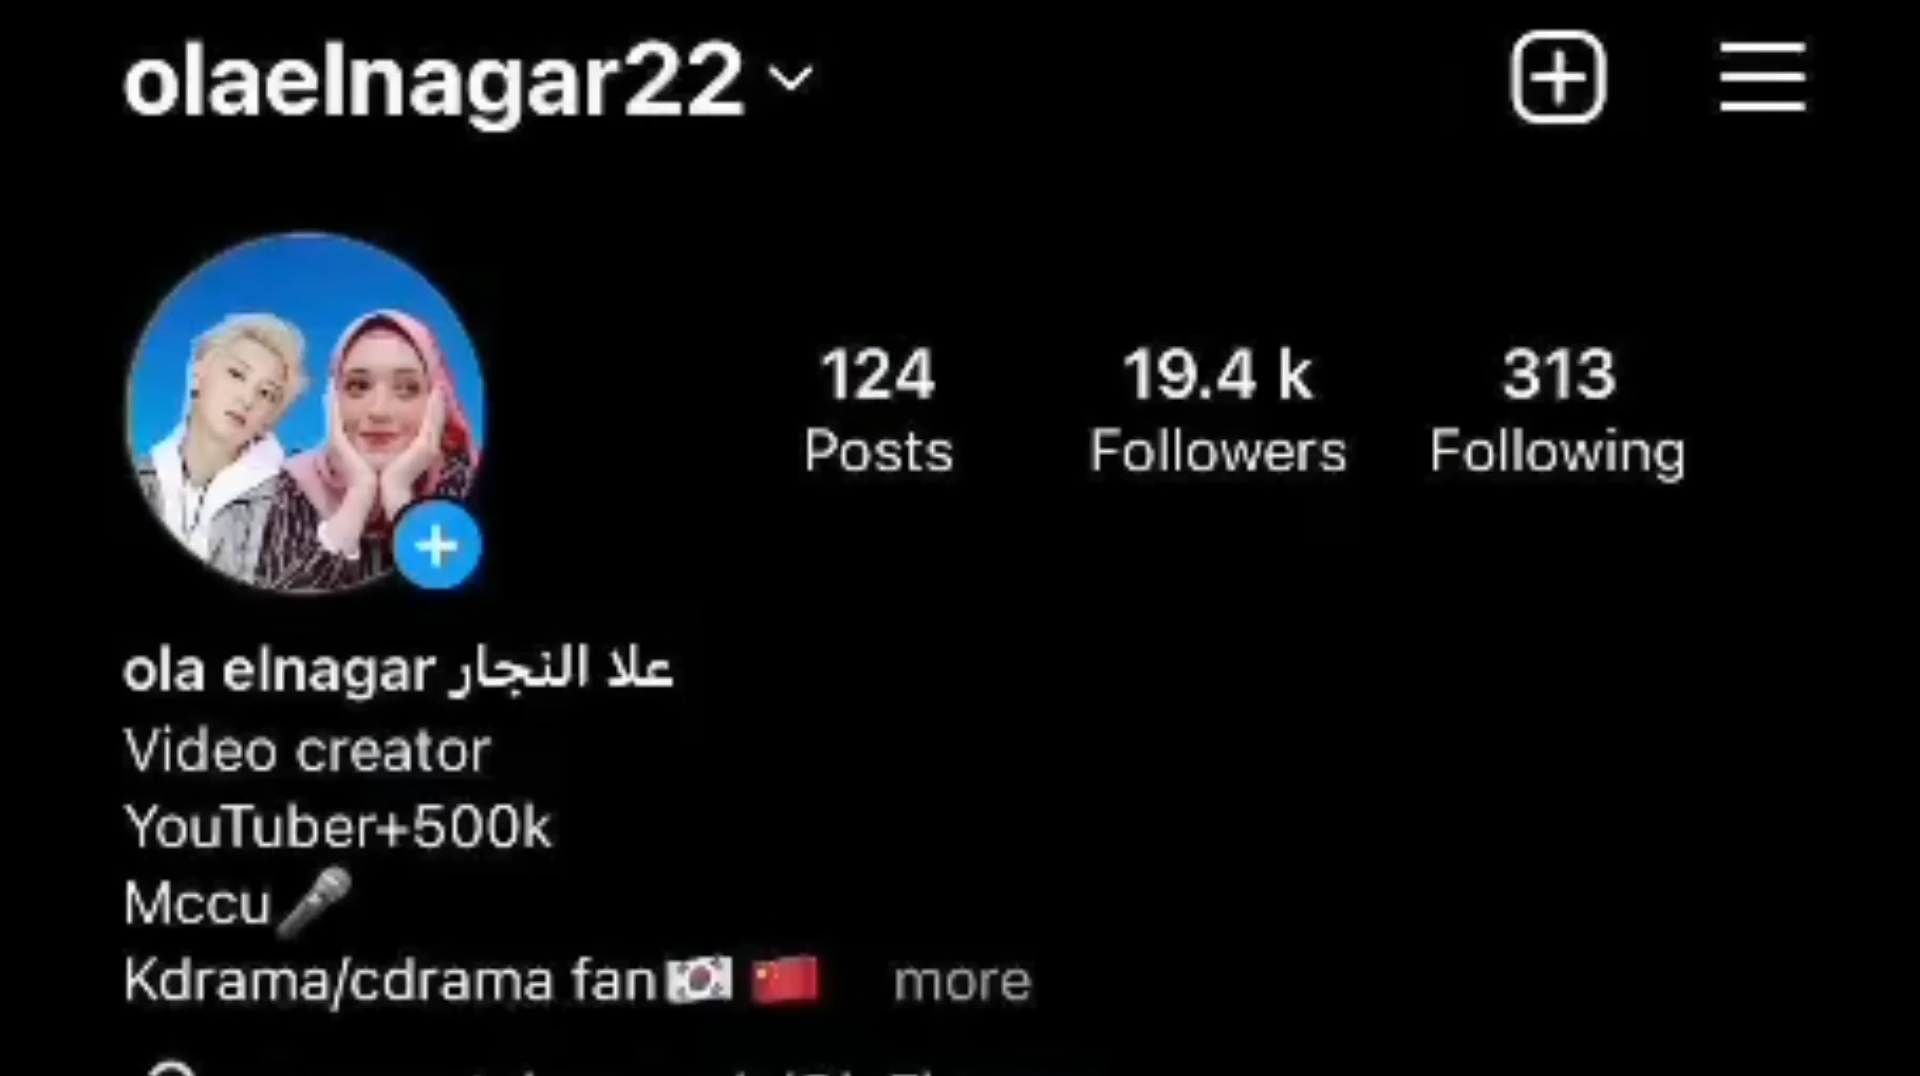 olaelnagar22
124
Posts
19.4 k
Followers
313
Following
ola elnagar علا النجار
Video creator
YouTuber+500k
Mccu🎤
Kdrama/cdrama fan🇰🇷 🇨🇳 more